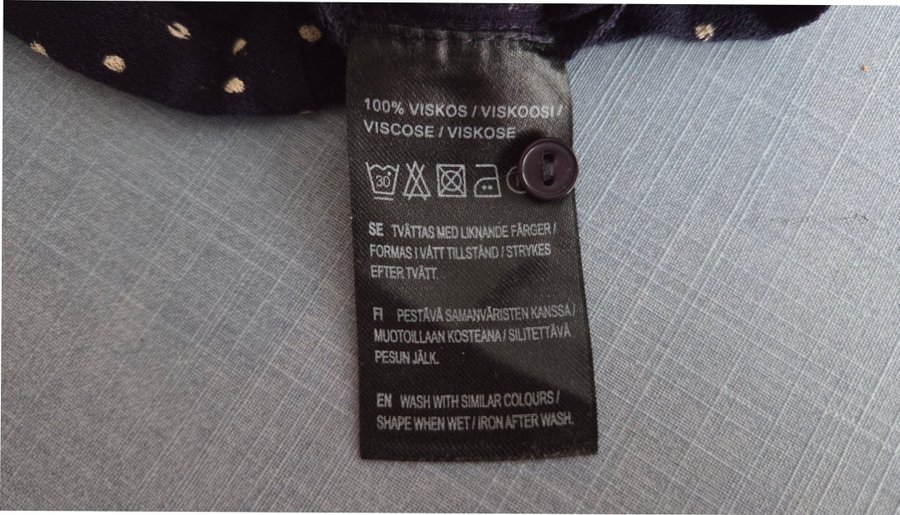 100% VISKOS / VISKOOSI /
VISCOSE / VISKOSE
30
SE TVÄTTAS MED LIKNANDE FÄRGER /
FORMAS I VÅTT TILLSTÅND / STRYKES
EFTER TVÄTT.
FI PESTÄVÄ SAMANVÄRISTEN KANSSA /
MUOTOILLAAN KOSTEANA / SILITETTÄVÄ
PESUN JÄLK.
EN WASH WITH SIMILAR COLOURS /
SHAPE WHEN WET / IRON AFTER WASH.